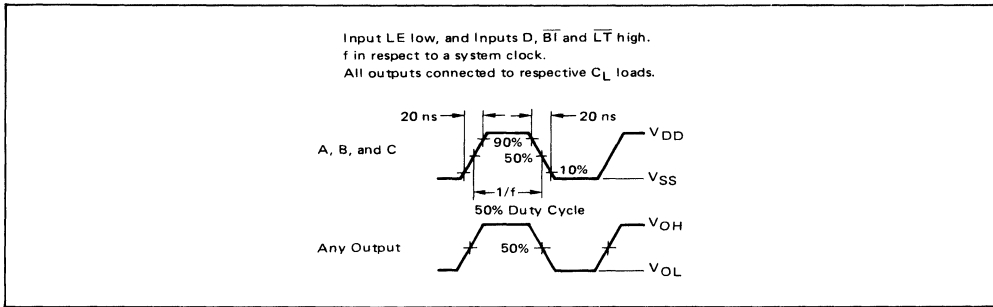 Input LE low, and Inputs D, B̅I̅ and L̅T̅ high.
f in respect to a system clock.
All outputs connected to respective CL loads.
20 ns
20 ns
A, B, and C
90%
50%
10%
VDD
VSS
1/f
50% Duty Cycle
Any Output
50%
VOH
VOL